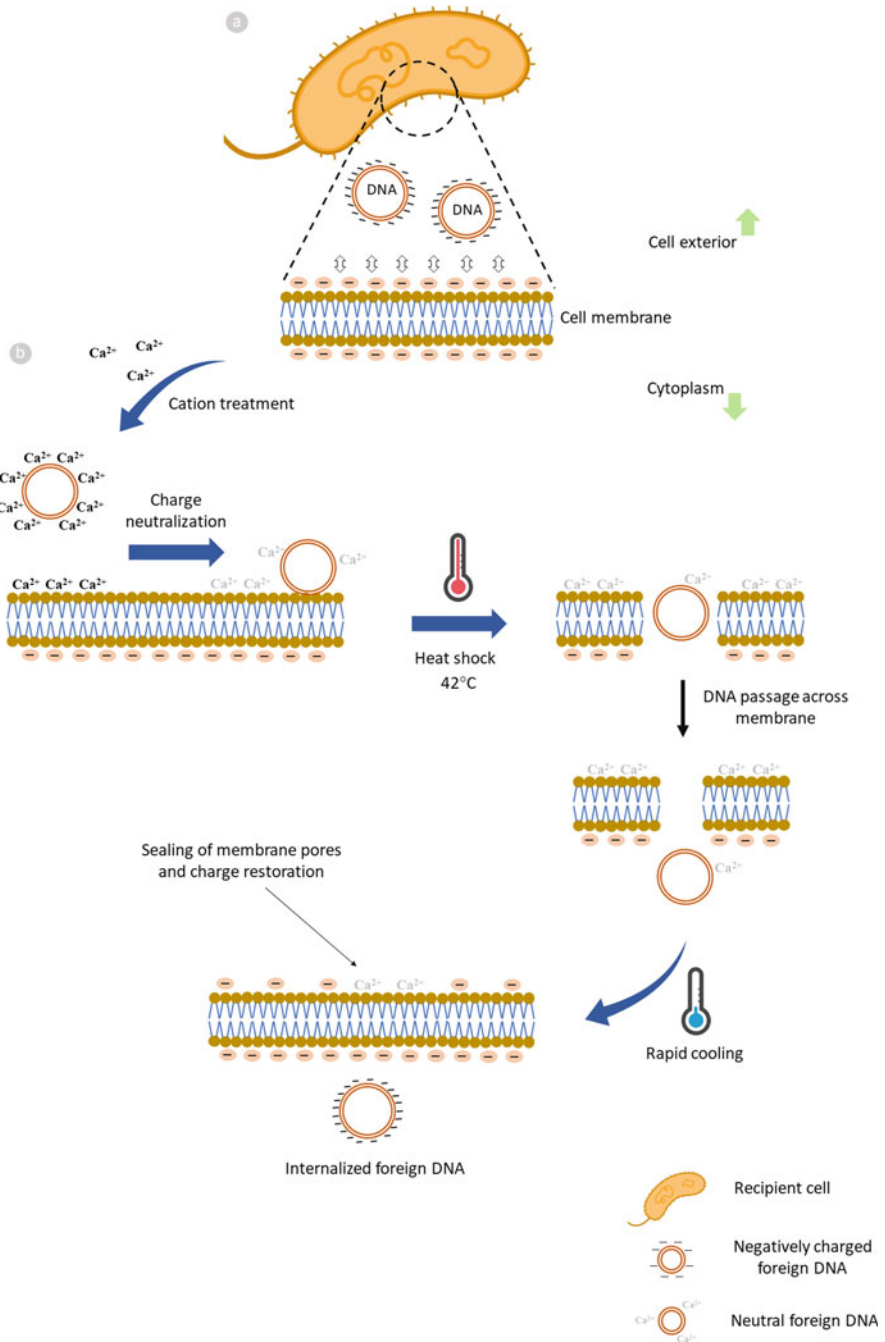 a
DNA
DNA
Cell exterior
Cell membrane
b
Ca²⁺ Ca²⁺
Ca²⁺
Cation treatment
Cytoplasm
Ca²⁺ Ca²⁺
Ca²⁺ Ca²⁺
Ca²⁺ Ca²⁺
Ca²⁺ Ca²⁺
Charge
neutralization
Ca²⁺ Ca²⁺
Ca²⁺ Ca²⁺ Ca²⁺
Ca²⁺ Ca²⁺
Heat shock
42°C
Ca²⁺ Ca²⁺
Ca²⁺
Ca²⁺ Ca²⁺
DNA passage across
membrane
Ca²⁺ Ca²⁺
Ca²⁺ Ca²⁺
Ca²⁺
Sealing of membrane pores
and charge restoration
Ca²⁺ Ca²⁺
Rapid cooling
Internalized foreign DNA
Recipient cell
Negatively charged
foreign DNA
Ca²⁺
Ca²⁺
Ca²⁺
Neutral foreign DNA